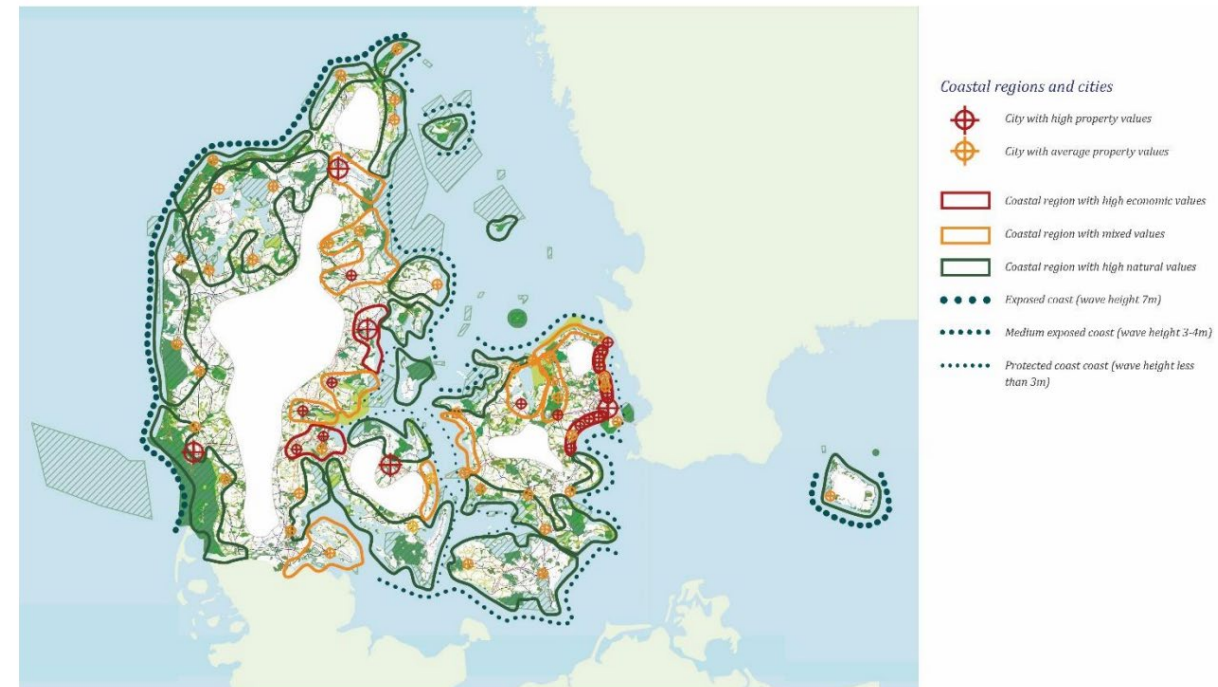 Coastal regions and cities
City with high property values
City with average property values
Coastal region with high economic values
Coastal region with mixed values
Coastal region with high natural values
Exposed coast (wave height 7m)
Medium exposed coast (wave height 3-4m)
Protected coast coast (wave height less
than 3m)